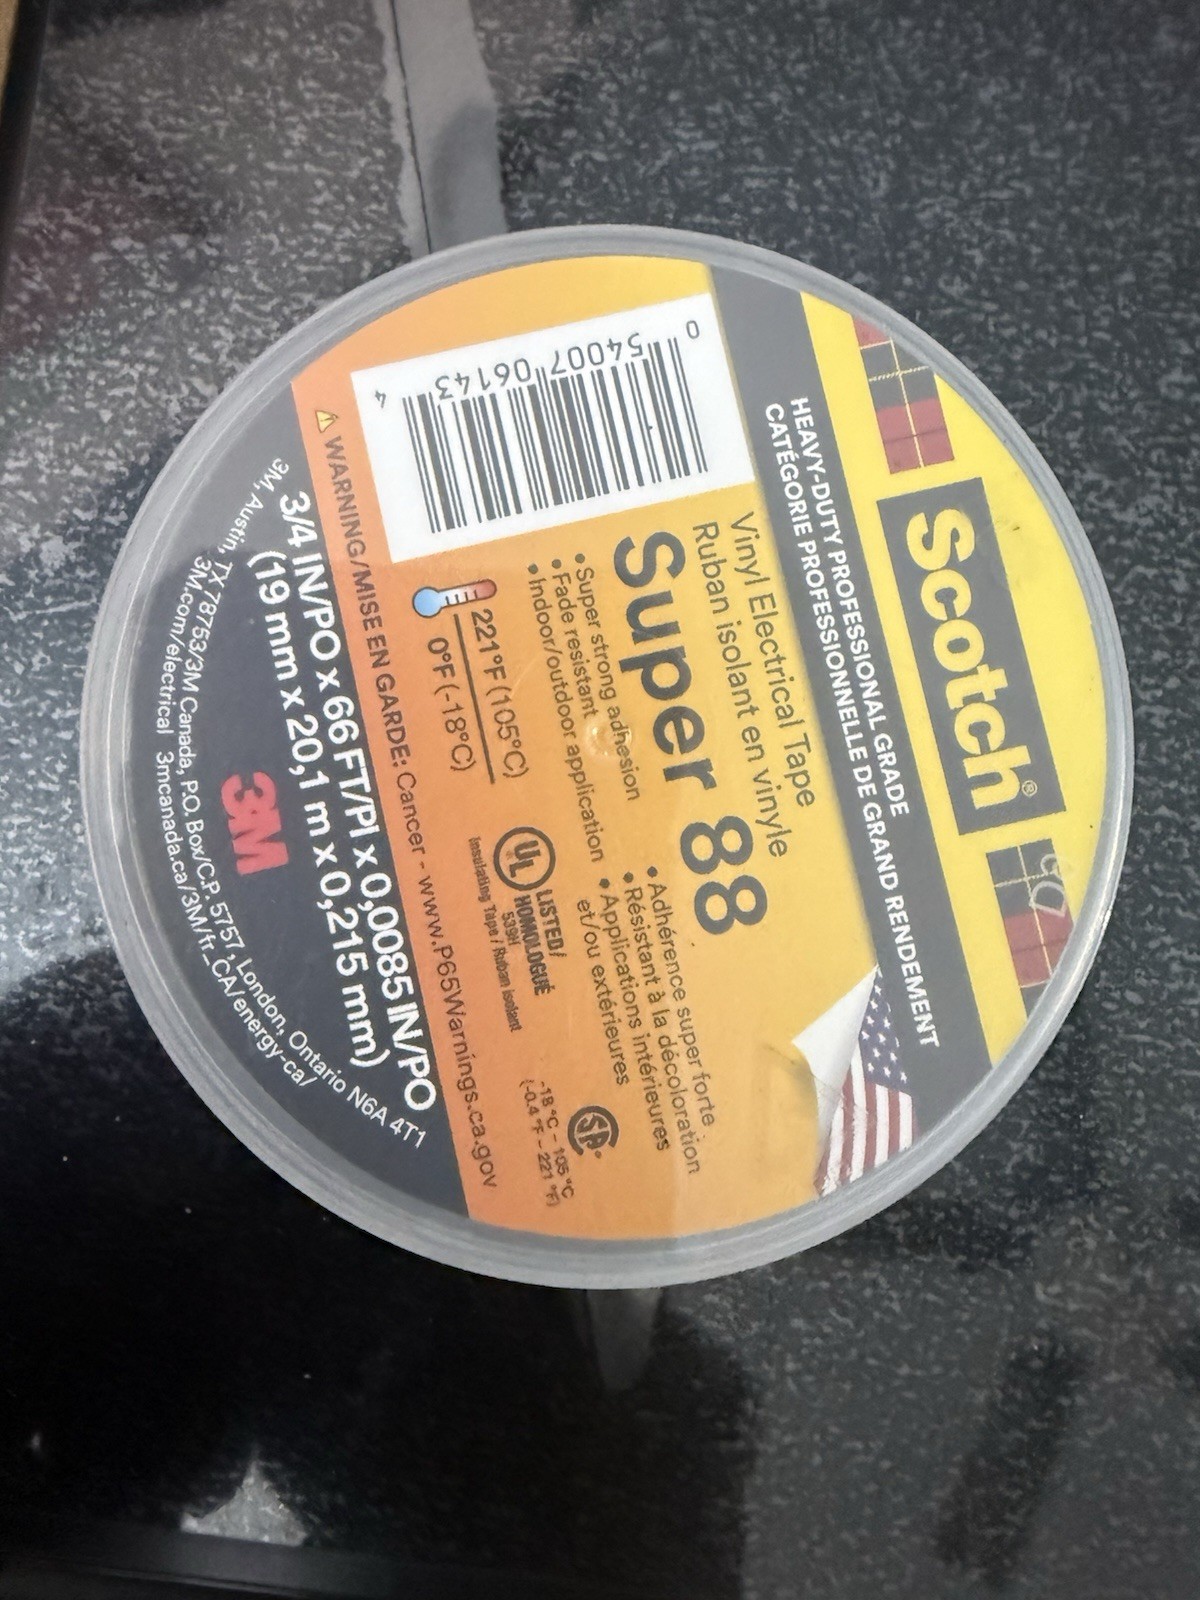 Scotch®
HEAVY-DUTY PROFESSIONAL GRADE
CATÉGORIE PROFESSIONNELLE DE GRAND RENDEMENT
Vinyl Electrical Tape
Ruban isolant en vinyle
Super 88
• Super strong adhesion
• Fade resistant
• Indoor/outdoor application
• Adhérence super forte
• Résistant à la décoloration
• Applications intérieures
et/ou extérieures
0 54007 06143 4
221°F (105°C)
0°F (-18°C)
UL
LISTED/
HOMOLOGUÉ
539H
Insulating Tape / Ruban Isolant
SA
-18 °C – 105 °C
(-0.4 °F – 221 °F)
WARNING/MISE EN GARDE: Cancer - www.P65Warnings.ca.gov
3/4 IN/PO x 66 FT/PI x 0,0085 IN/PO
(19 mm x 20,1 m x 0,215 mm)
3M
3M, Austin, TX 78753/3M Canada, P.O. Box/C.P. 5757, London, Ontario N6A 4T1
3M.com/electrical 3mcanada.ca/3M/fr_CA/energy-ca/